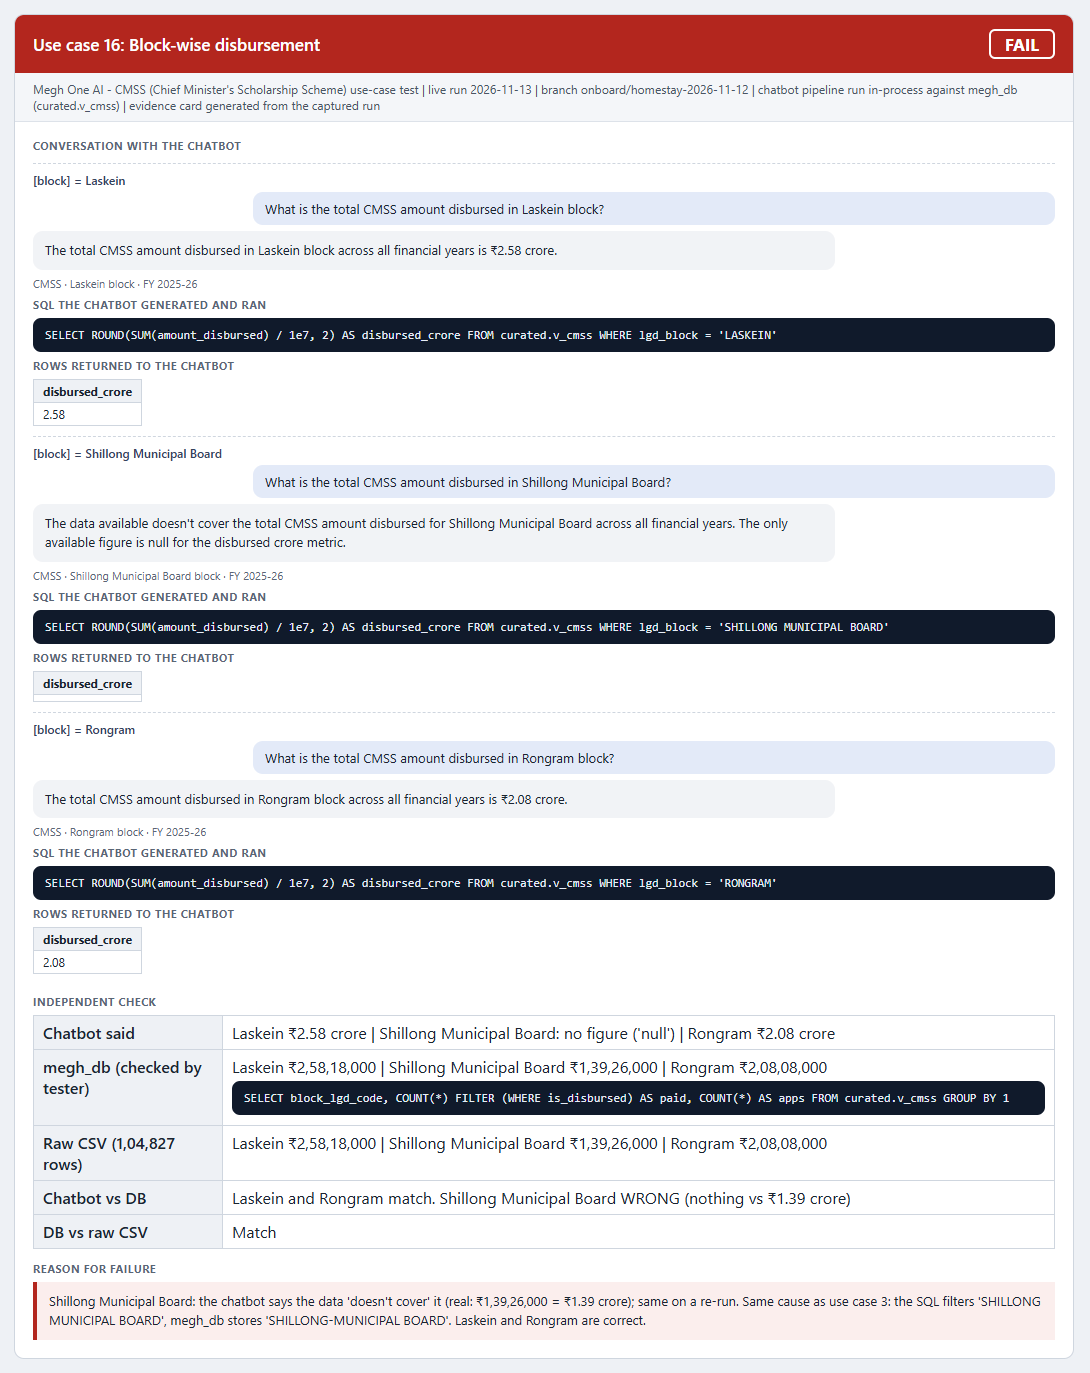 Use case 16: Block-wise disbursement
FAIL
Megh One AI - CMSS (Chief Minister's Scholarship Scheme) use-case test | live run 2026-11-13 | branch onboard/homestay-2026-11-12 | chatbot pipeline run in-process against megh_db
(curated.v_cmss) | evidence card generated from the captured run
CONVERSATION WITH THE CHATBOT
[block] = Laskein
What is the total CMSS amount disbursed in Laskein block?
The total CMSS amount disbursed in Laskein block across all financial years is ₹2.58 crore.
CMSS · Laskein block · FY 2025-26
SQL THE CHATBOT GENERATED AND RAN
SELECT ROUND(SUM(amount_disbursed) / 1e7, 2) AS disbursed_crore FROM curated.v_cmss WHERE lgd_block = 'LASKEIN'
ROWS RETURNED TO THE CHATBOT
disbursed_crore
2.58
[block] = Shillong Municipal Board
What is the total CMSS amount disbursed in Shillong Municipal Board?
The data available doesn't cover the total CMSS amount disbursed for Shillong Municipal Board across all financial years. The only
available figure is null for the disbursed crore metric.
CMSS · Shillong Municipal Board block · FY 2025-26
SQL THE CHATBOT GENERATED AND RAN
SELECT ROUND(SUM(amount_disbursed) / 1e7, 2) AS disbursed_crore FROM curated.v_cmss WHERE lgd_block = 'SHILLONG MUNICIPAL BOARD'
ROWS RETURNED TO THE CHATBOT
disbursed_crore
[block] = Rongram
What is the total CMSS amount disbursed in Rongram block?
The total CMSS amount disbursed in Rongram block across all financial years is ₹2.08 crore.
CMSS · Rongram block · FY 2025-26
SQL THE CHATBOT GENERATED AND RAN
SELECT ROUND(SUM(amount_disbursed) / 1e7, 2) AS disbursed_crore FROM curated.v_cmss WHERE lgd_block = 'RONGRAM'
ROWS RETURNED TO THE CHATBOT
disbursed_crore
2.08
INDEPENDENT CHECK
Chatbot said
Laskein ₹2.58 crore | Shillong Municipal Board: no figure ('null') | Rongram ₹2.08 crore
megh_db (checked by
tester)
Laskein ₹2,58,18,000 | Shillong Municipal Board ₹1,39,26,000 | Rongram ₹2,08,08,000
SELECT block_lgd_code, COUNT(*) FILTER (WHERE is_disbursed) AS paid, COUNT(*) AS apps FROM curated.v_cmss GROUP BY 1
Raw CSV (1,04,827
rows)
Laskein ₹2,58,18,000 | Shillong Municipal Board ₹1,39,26,000 | Rongram ₹2,08,08,000
Chatbot vs DB
Laskein and Rongram match. Shillong Municipal Board WRONG (nothing vs ₹1.39 crore)
DB vs raw CSV
Match
REASON FOR FAILURE
Shillong Municipal Board: the chatbot says the data 'doesn't cover' it (real: ₹1,39,26,000 = ₹1.39 crore); same on a re-run. Same cause as use case 3: the SQL filters 'SHILLONG
MUNICIPAL BOARD', megh_db stores 'SHILLONG-MUNICIPAL BOARD'. Laskein and Rongram are correct.